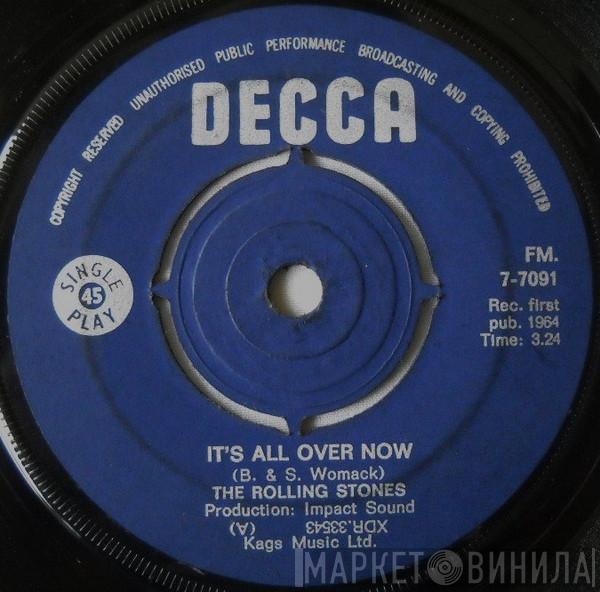 COPYRIGHT RESERVED UNAUTHORISED PUBLIC PERFORMANCE BROADCASTING AND COPYING PROHIBITED
DECCA
SINGLE
45
PLAY
FM.
7-7091
Rec. first
pub. 1964
Time: 3.24
IT'S ALL OVER NOW
(B. & S. Womack)
THE ROLLING STONES
Production: Impact Sound
XDR.33543 (A)
Kags Music Ltd.
МАРКЕТ ВИНИЛА